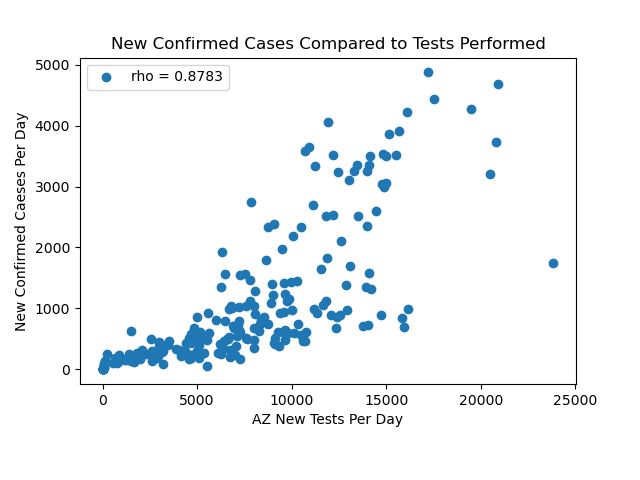 New Confirmed Cases Compared to Tests Performed
rho = 0.8783
5000
4000
3000
2000
1000
0
New Confirmed Caeses Per Day
0 5000 10000 15000 20000 25000
AZ New Tests Per Day